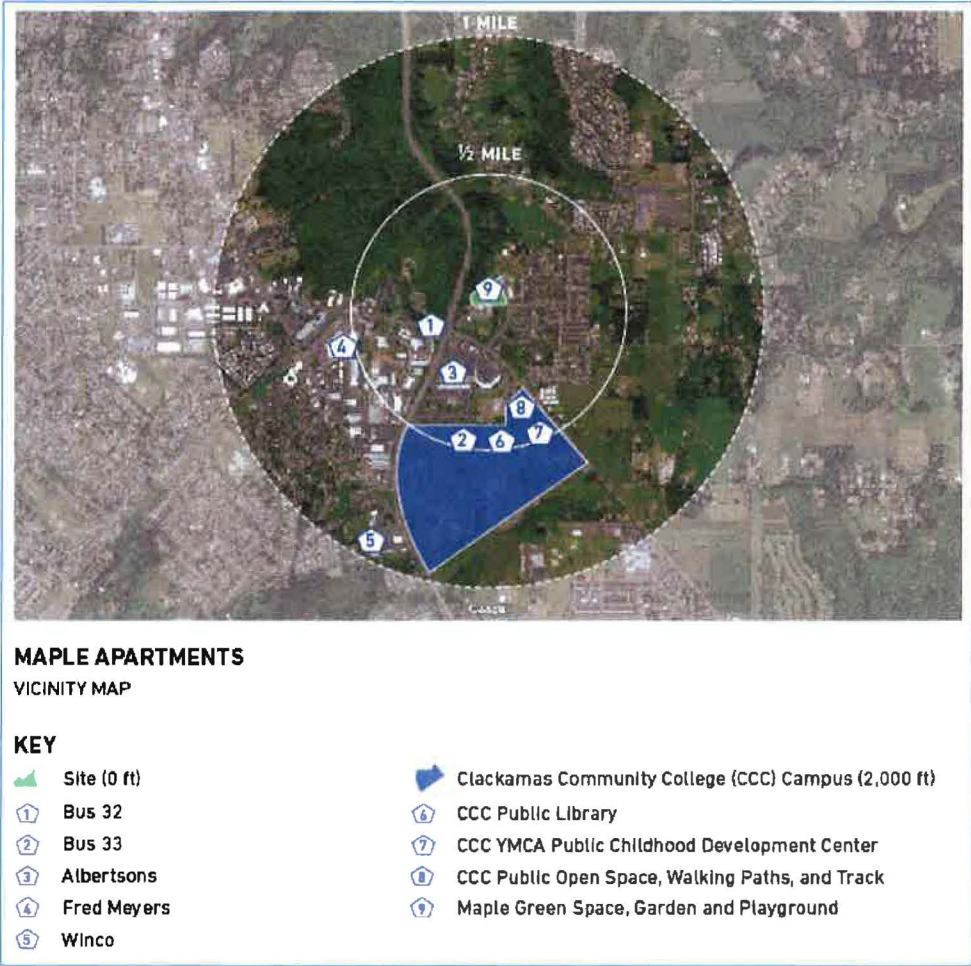 1 MILE
½ MILE
9
1
4
3
8
2 6 7
5
MAPLE APARTMENTS
VICINITY MAP
KEY
Site (0 ft)
1 Bus 32
2 Bus 33
3 Albertsons
4 Fred Meyers
5 Winco
Clackamas Community College (CCC) Campus (2,000 ft)
6 CCC Public Library
7 CCC YMCA Public Childhood Development Center
8 CCC Public Open Space, Walking Paths, and Track
9 Maple Green Space, Garden and Playground